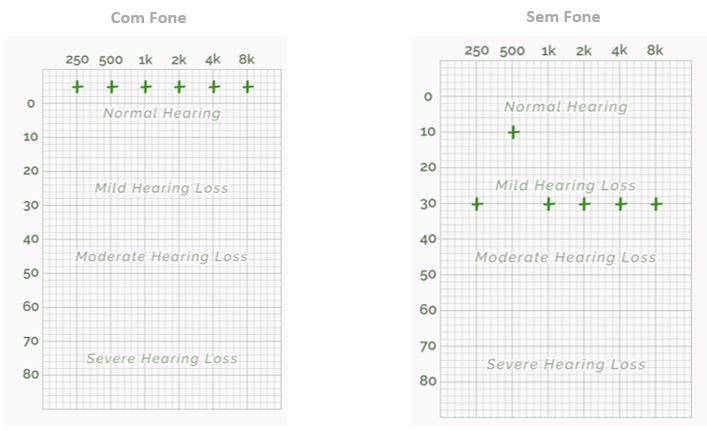 Com Fone
250 500 1k 2k 4k 8k
0
Normal Hearing
10
20
Mild Hearing Loss
30
40
Moderate Hearing Loss
50
60
70
Severe Hearing Loss
80
Sem Fone
250 500 1k 2k 4k 8k
0
Normal Hearing
10
20
Mild Hearing Loss
30
40
Moderate Hearing Loss
50
60
70
Severe Hearing Loss
80